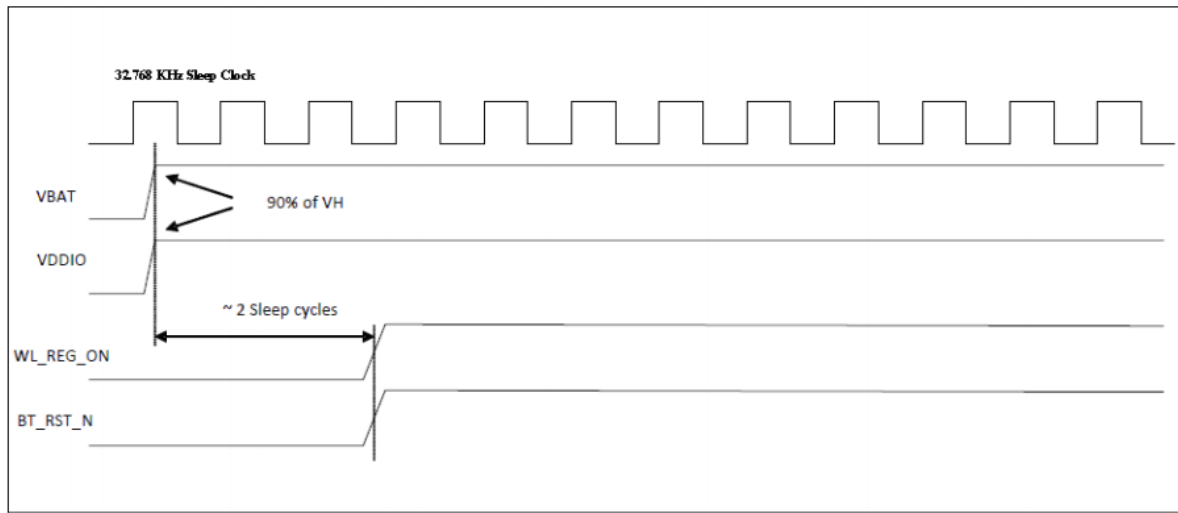 32.768 KHz Sleep Clock
VBAT
90% of VH
VDDIO
~ 2 Sleep cycles
WL_REG_ON
BT_RST_N